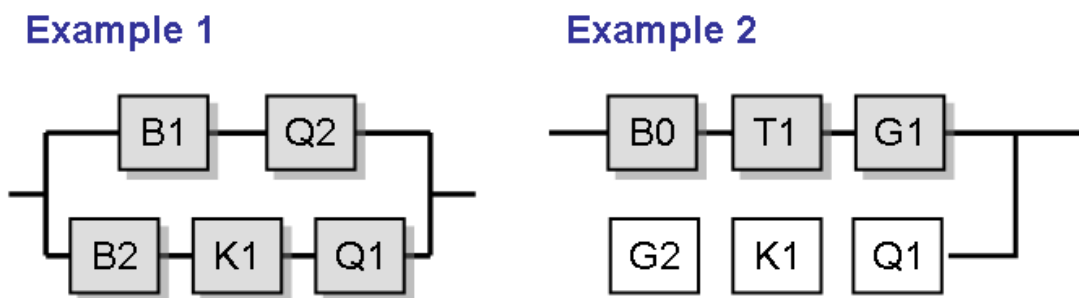 Example 1
Example 2
B1 Q2
B2 K1 Q1
B0 T1 G1
G2 K1 Q1